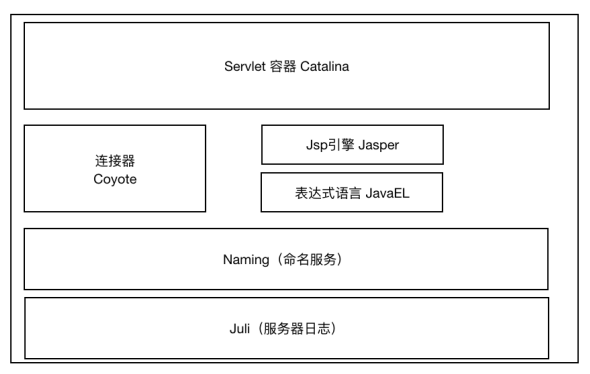 Servlet 容器 Catalina
连接器
Coyote
Jsp引擎 Jasper
表达式语言 JavaEL
Naming（命名服务）
Juli（服务器日志）